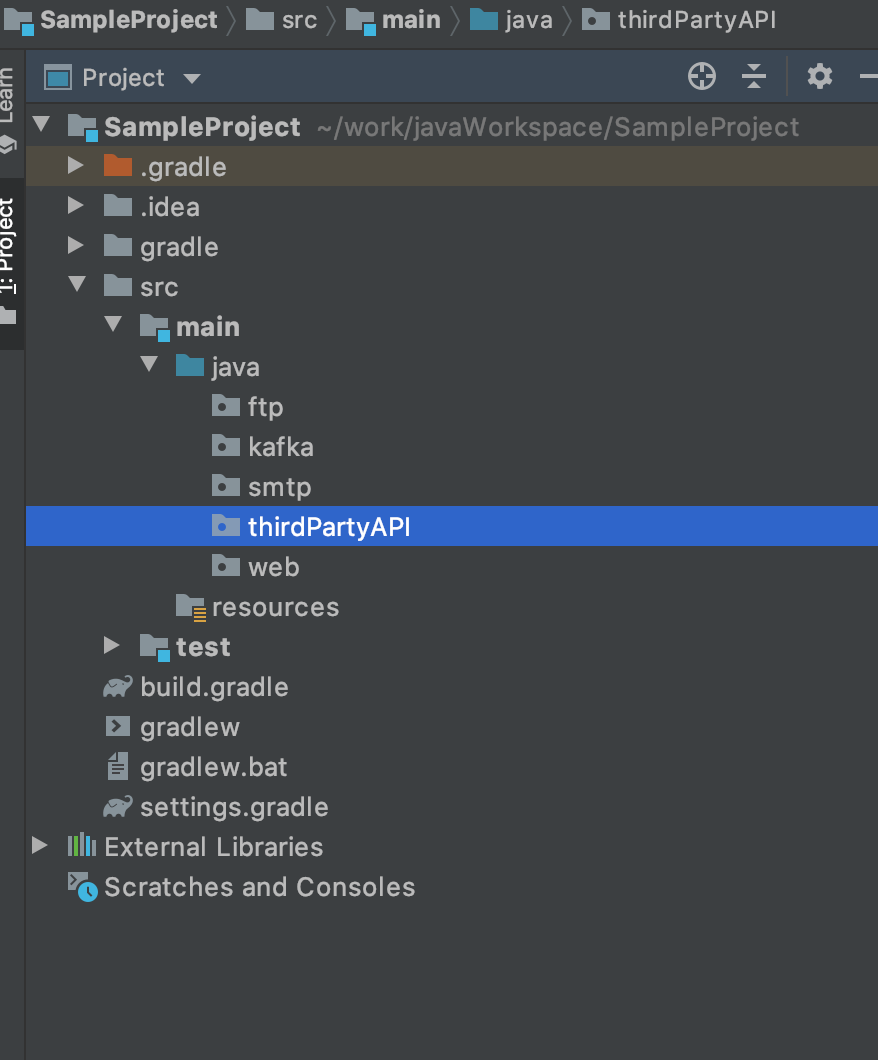 SampleProject src main java thirdPartyAPI
Learn
Project
1: Project
SampleProject ~/work/javaWorkspace/SampleProject
.gradle
.idea
gradle
src
main
java
ftp
kafka
smtp
thirdPartyAPI
web
resources
test
build.gradle
gradlew
gradlew.bat
settings.gradle
External Libraries
Scratches and Consoles